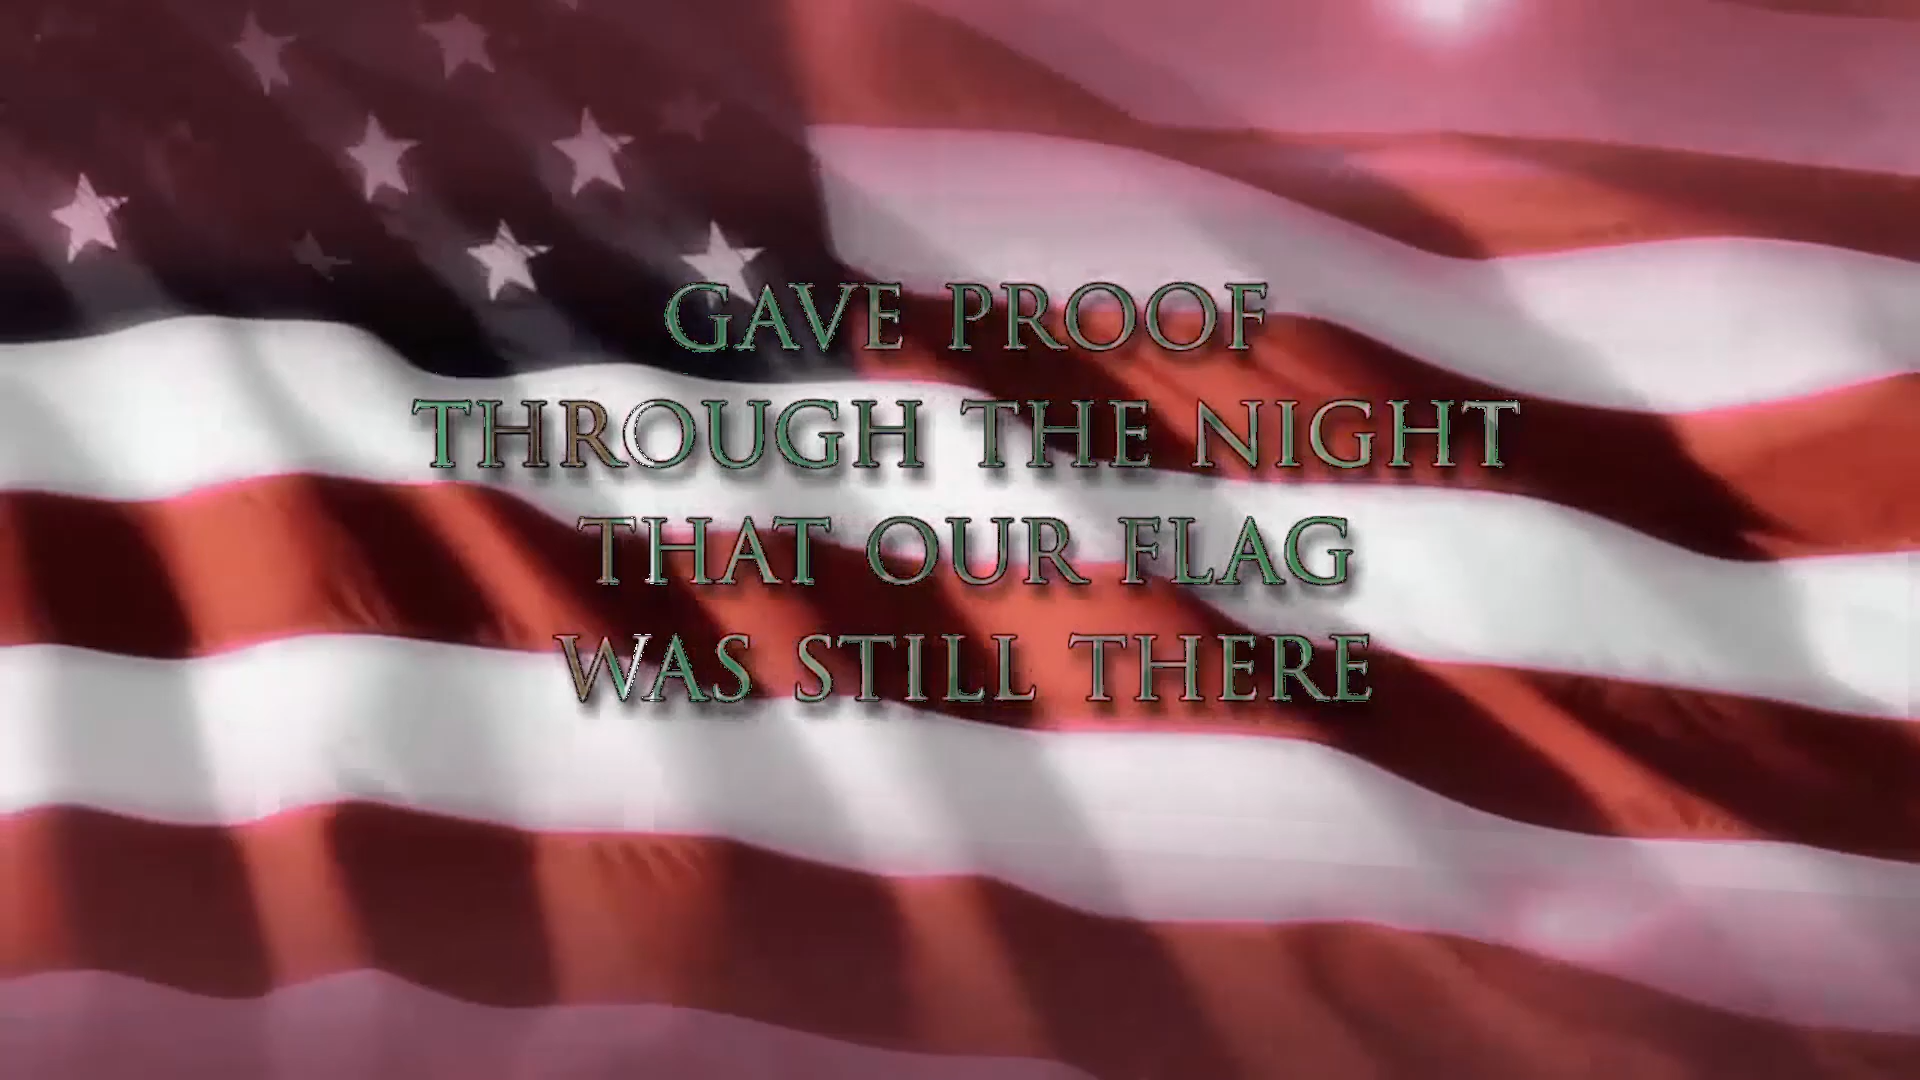 GAVE PROOF
THROUGH THE NIGHT
THAT OUR FLAG
WAS STILL THERE